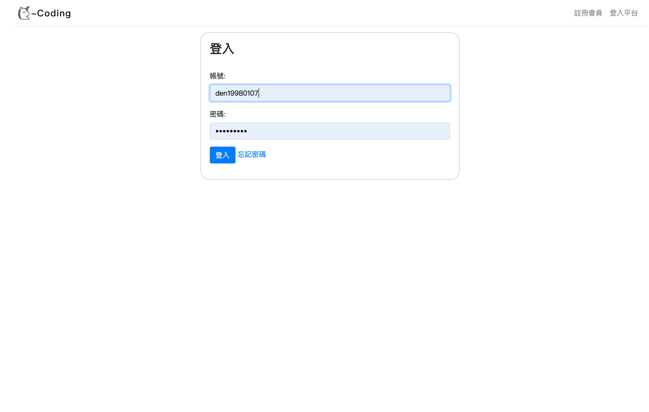 -Coding
註冊會員 登入平台
登入
帳號:
den19980107
密碼:
•••••••••
登入 忘記密碼